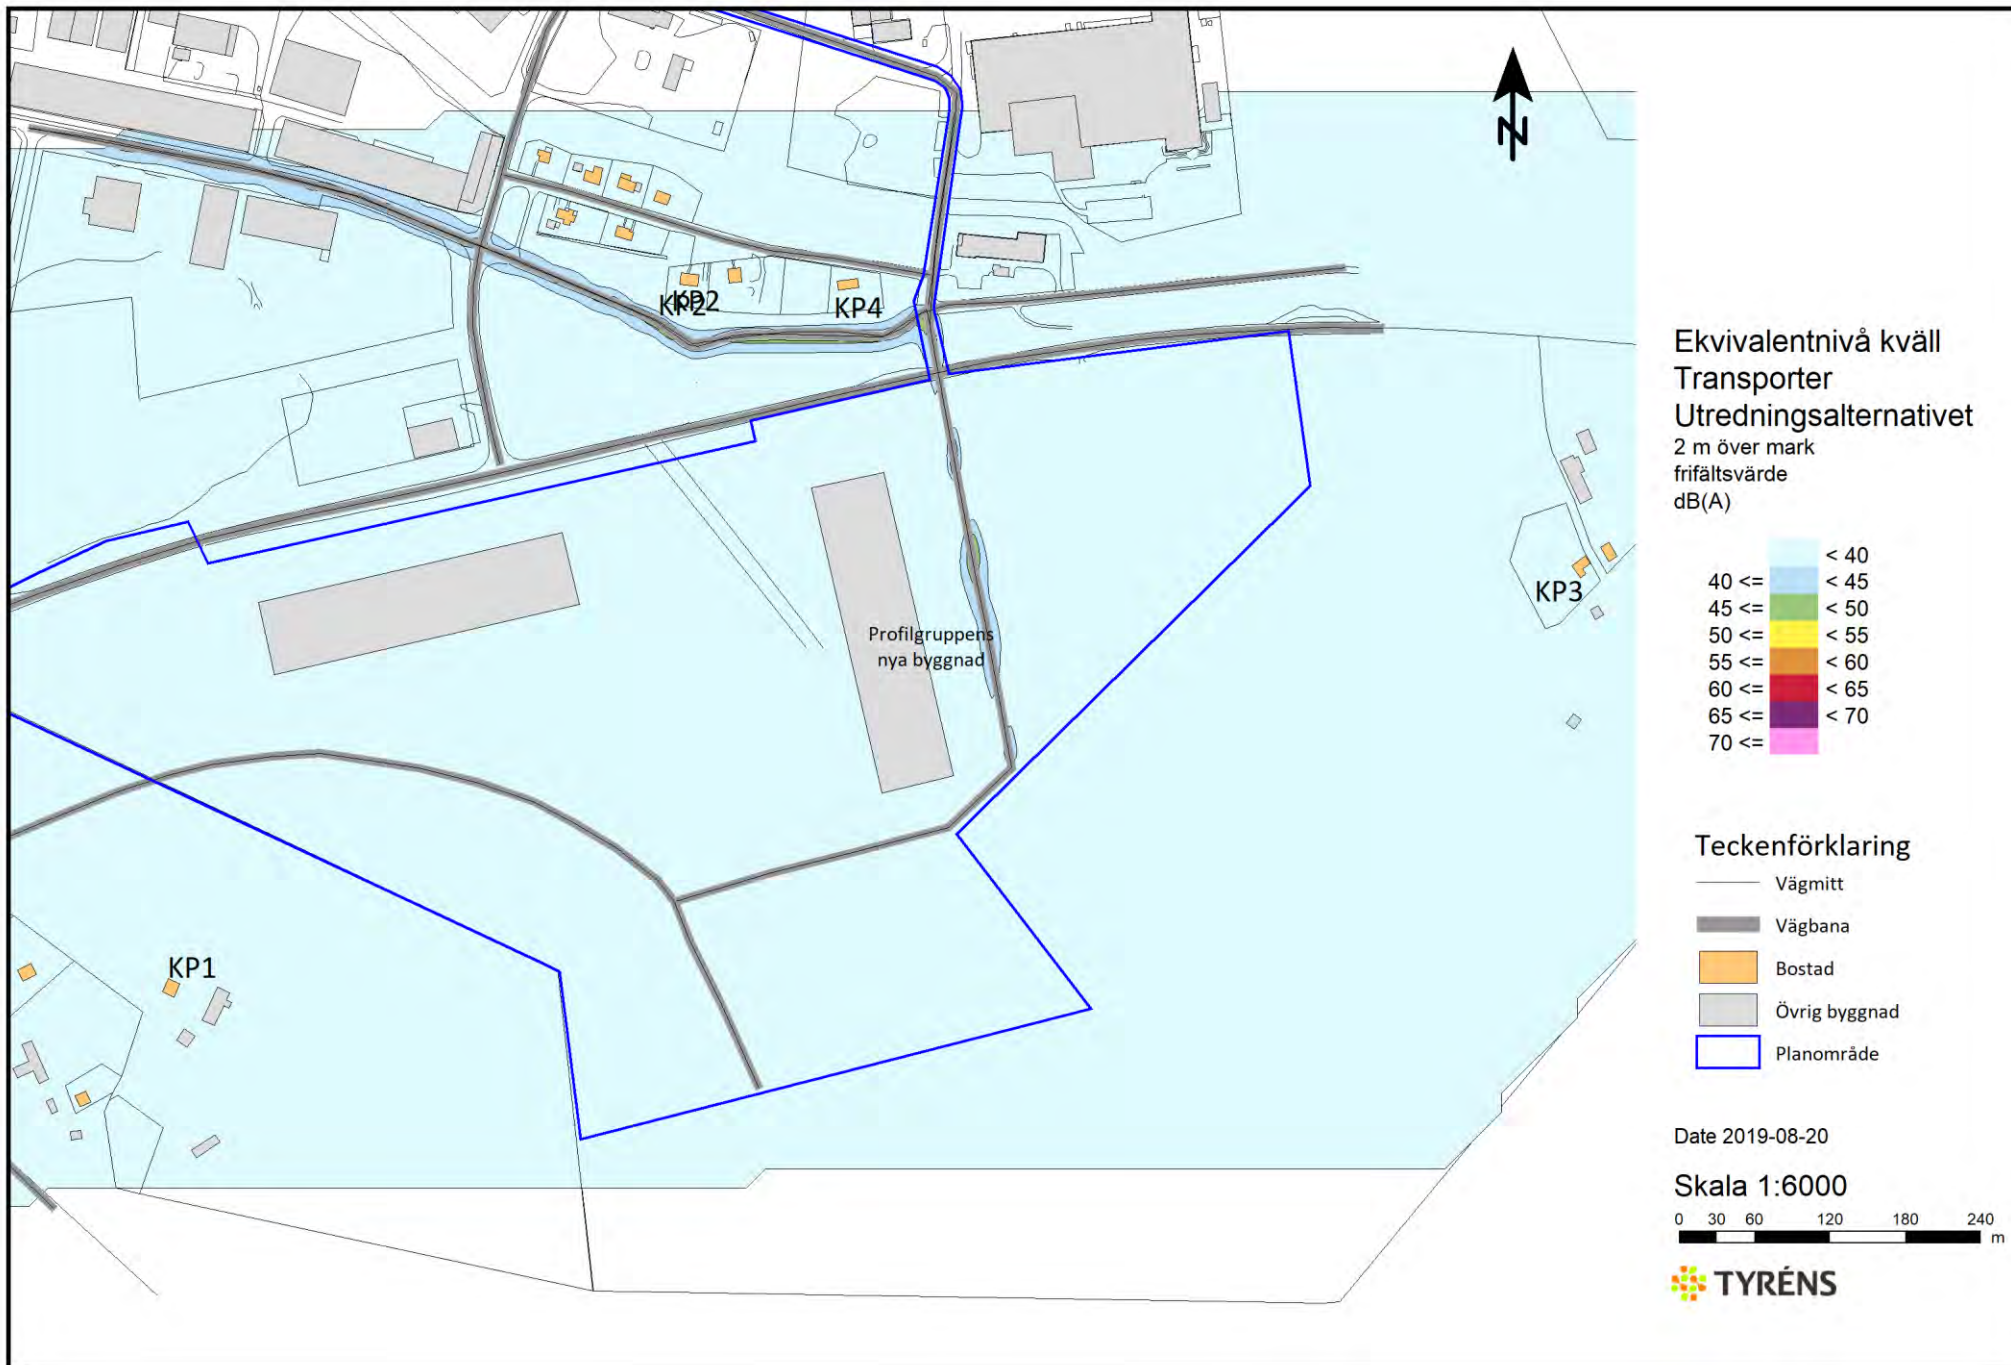 N
KP2
KP2
KP4
KP3
Profilgruppens
nya byggnad
KP1
Ekvivalentnivå kväll
Transporter
Utredningsalternativet
2 m över mark
frifältsvärde
dB(A)
< 40
40 <= < 45
45 <= < 50
50 <= < 55
55 <= < 60
60 <= < 65
65 <= < 70
70 <=
Teckenförklaring
Vägmitt
Vägbana
Bostad
Övrig byggnad
Planområde
Date 2019-08-20
Skala 1:6000
0 30 60 120 180 240
m
TYRÉNS